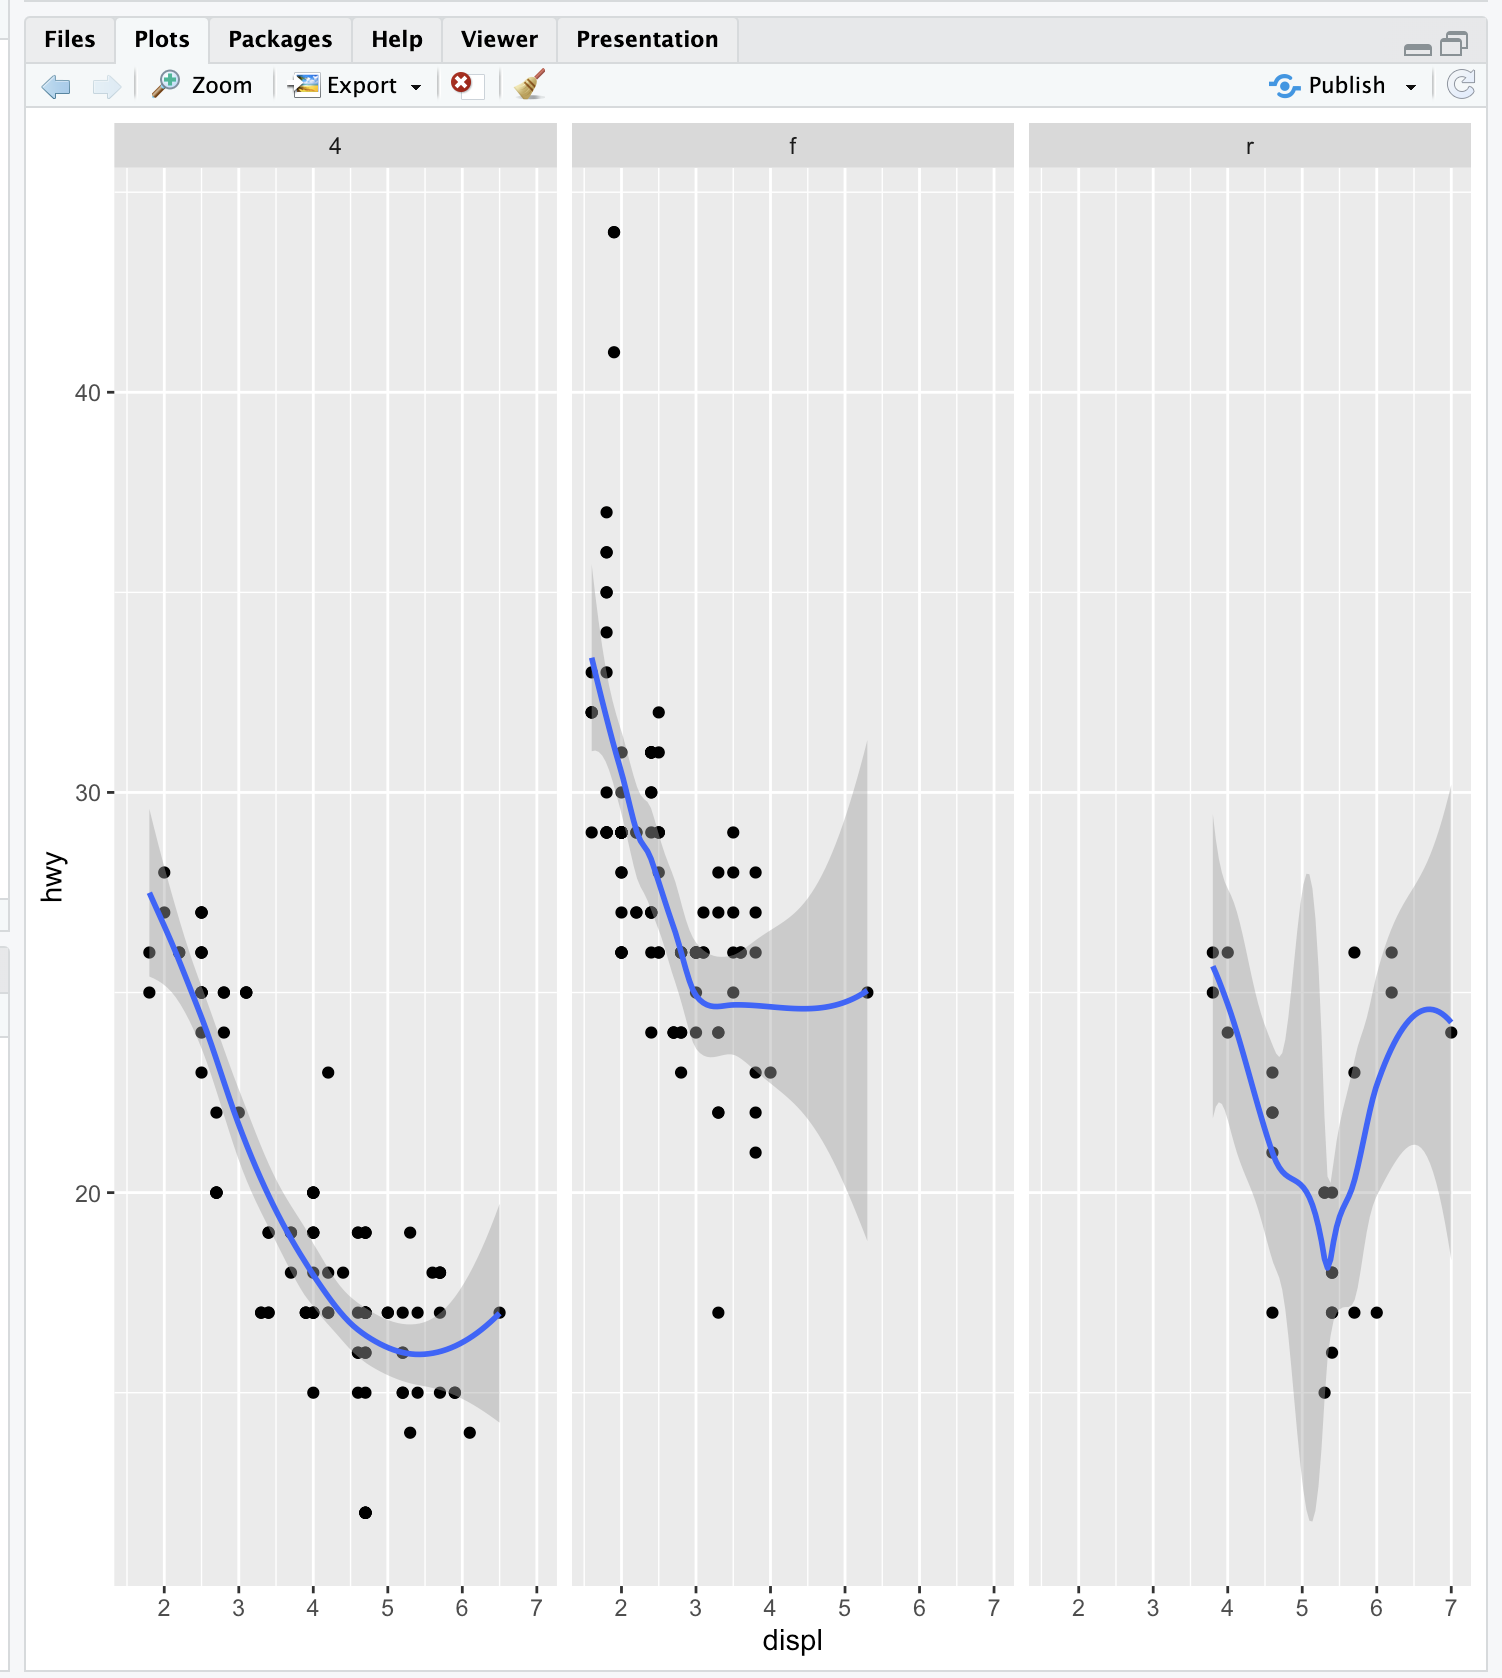 Files Plots Packages Help Viewer Presentation
Zoom Export Publish
4 f r
40
30
20
hwy
2 3 4 5 6 7 2 3 4 5 6 7 2 3 4 5 6 7
displ